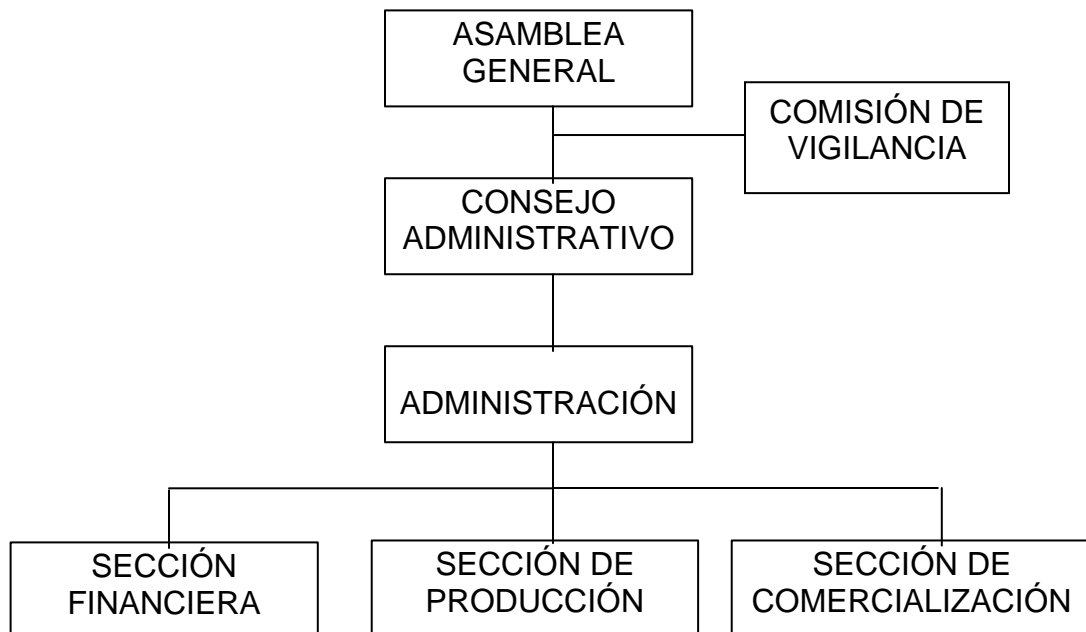 ASAMBLEA
GENERAL
COMISIÓN DE
VIGILANCIA
CONSEJO
ADMINISTRATIVO
ADMINISTRACIÓN
SECCIÓN
FINANCIERA
SECCIÓN DE
PRODUCCIÓN
SECCIÓN DE
COMERCIALIZACIÓN